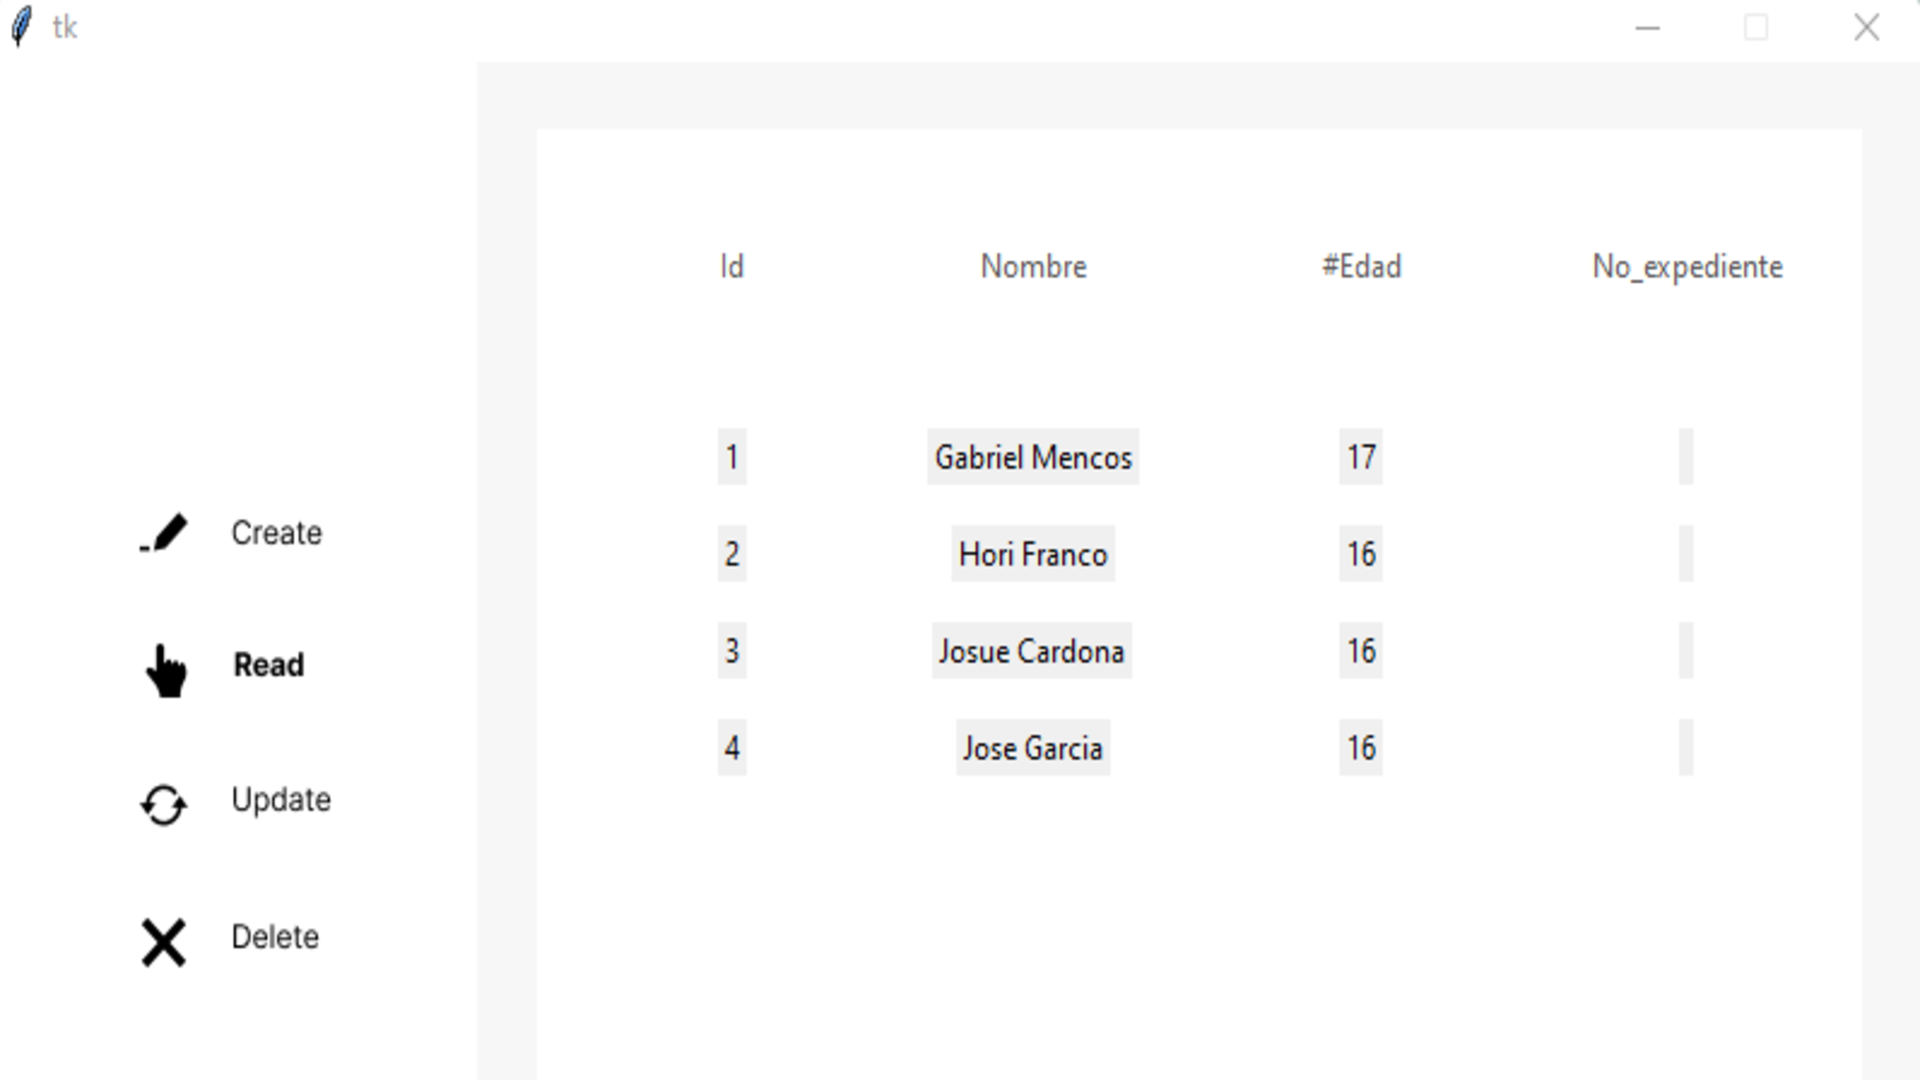 tk
Id Nombre #Edad No_expediente
1 Gabriel Mencos 17
2 Hori Franco 16
3 Josue Cardona 16
4 Jose Garcia 16
Create
Read
Update
Delete